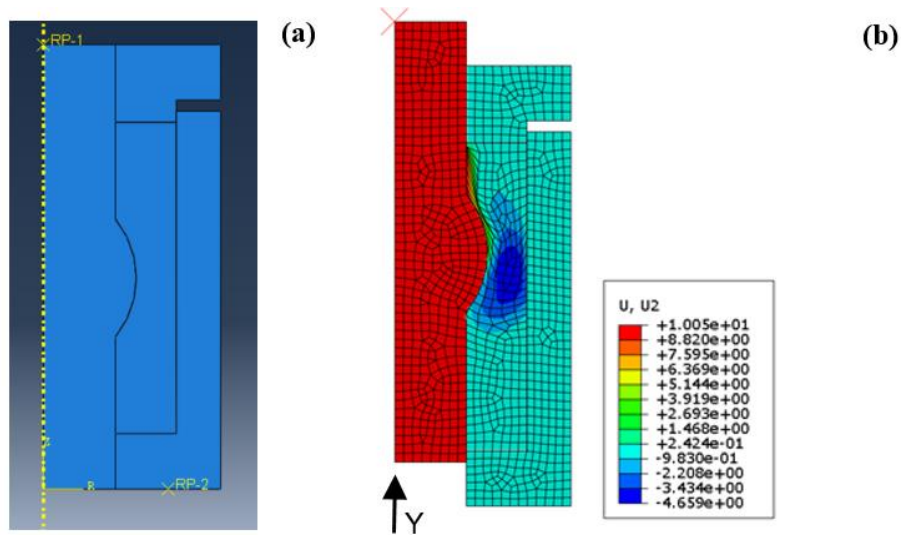 (a)
(b)
RP-1
RP-2
R
Y
U, U2
+1.005e+01
+8.820e+00
+7.595e+00
+6.369e+00
+5.144e+00
+3.919e+00
+2.693e+00
+1.468e+00
+2.424e-01
-9.830e-01
-2.208e+00
-3.434e+00
-4.659e+00